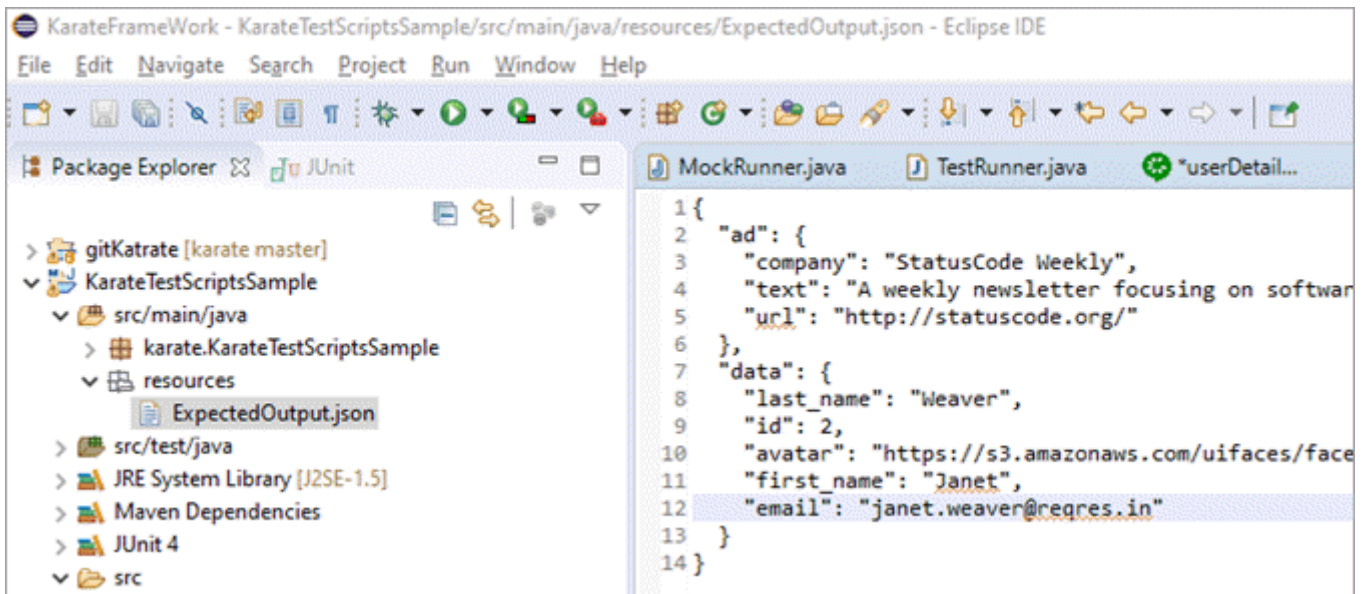 KarateFrameWork - KarateTestScriptsSample/src/main/java/resources/ExpectedOutput.json - Eclipse IDE
File Edit Navigate Search Project Run Window Help
Package Explorer JUnit
gitKatrate [karate master]
KarateTestScriptsSample
src/main/java
karate.KarateTestScriptsSample
resources
ExpectedOutput.json
src/test/java
JRE System Library [J2SE-1.5]
Maven Dependencies
JUnit 4
src
MockRunner.java TestRunner.java *userDetail...
1 {
2 "ad": {
3 "company": "StatusCode Weekly",
4 "text": "A weekly newsletter focusing on softwar
5 "url": "http://statuscode.org/"
6 },
7 "data": {
8 "last_name": "Weaver",
9 "id": 2,
10 "avatar": "https://s3.amazonaws.com/uifaces/face
11 "first_name": "Janet",
12 "email": "janet.weaver@reqres.in"
13 }
14 }